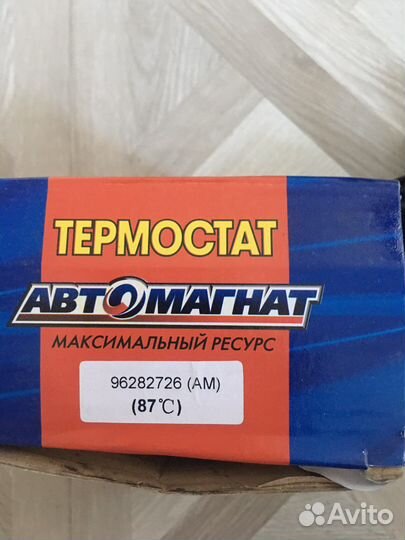 ТЕРМОСТАТ
АВТОМАГНАТ
МАКСИМАЛЬНЫЙ РЕСУРС
96282726 (AM)
(87℃)
Avito